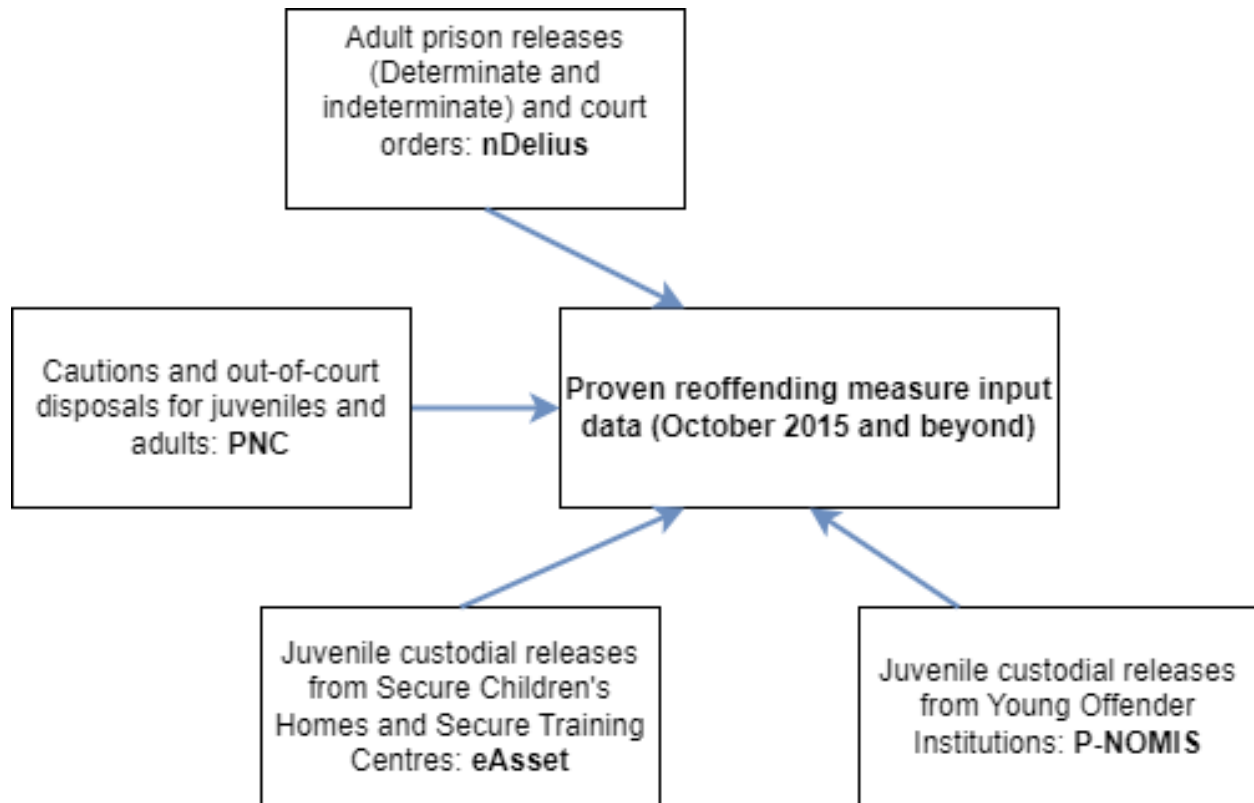 Adult prison releases
(Determinate and
indeterminate) and court
orders: nDelius
Cautions and out-of-court
disposals for juveniles and
adults: PNC
Proven reoffending measure input
data (October 2015 and beyond)
Juvenile custodial releases
from Secure Children's
Homes and Secure Training
Centres: eAsset
Juvenile custodial releases
from Young Offender
Institutions: P-NOMIS